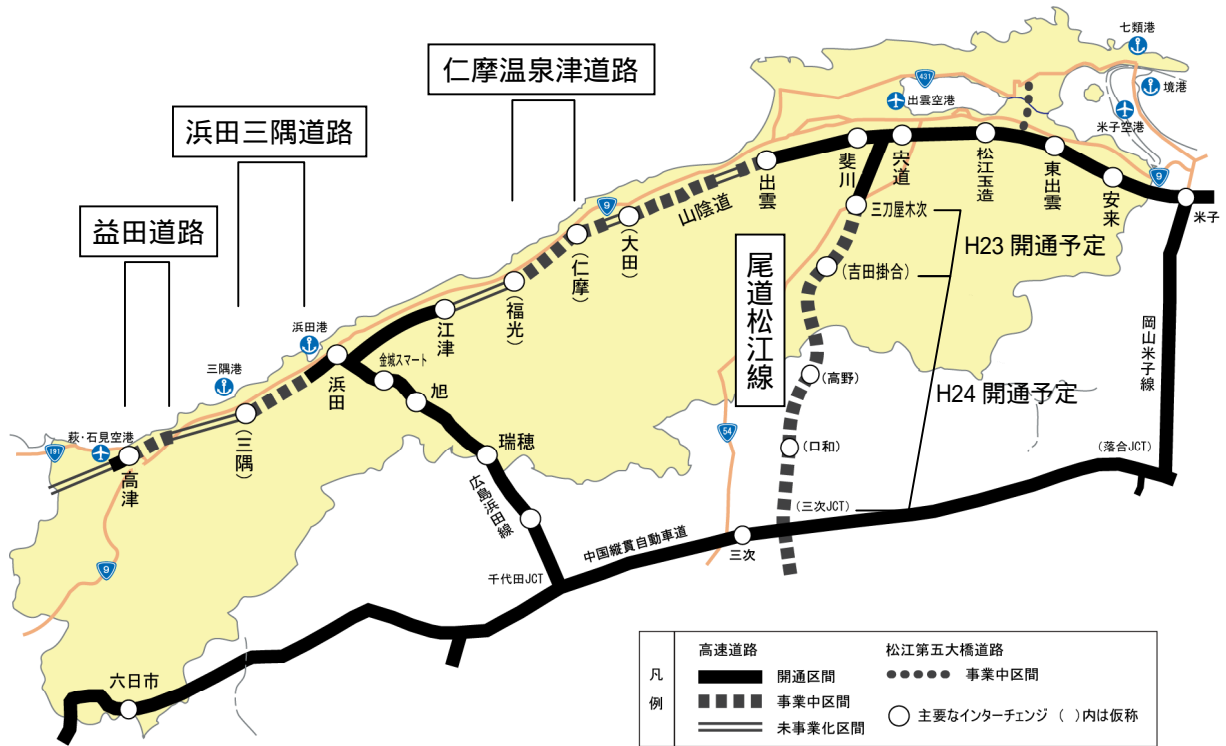 七類港
仁摩温泉津道路
431
境港
出雲空港
米子空港
浜田三隅道路
斐川
宍道
松江玉造
東出雲
9
出雲
安来
山陰道
米子
益田道路
9
三刀屋木次
(大田)
(仁摩)
H23 開通予定
尾道松江線
(吉田掛合)
(福光)
江津
浜田港
岡山米子線
金城スマート
三隅港
浜田
旭
(高野)
H24 開通予定
(三隅)
54
萩・石見空港
191
瑞穂
(口和)
(落合JCT)
高津
広島浜田線
(三次JCT)
中国縦貫自動車道
三次
9
千代田JCT
六日市
凡例
高速道路
開通区間
事業中区間
未事業化区間
松江第五大橋道路
事業中区間
主要なインターチェンジ ( )内は仮称